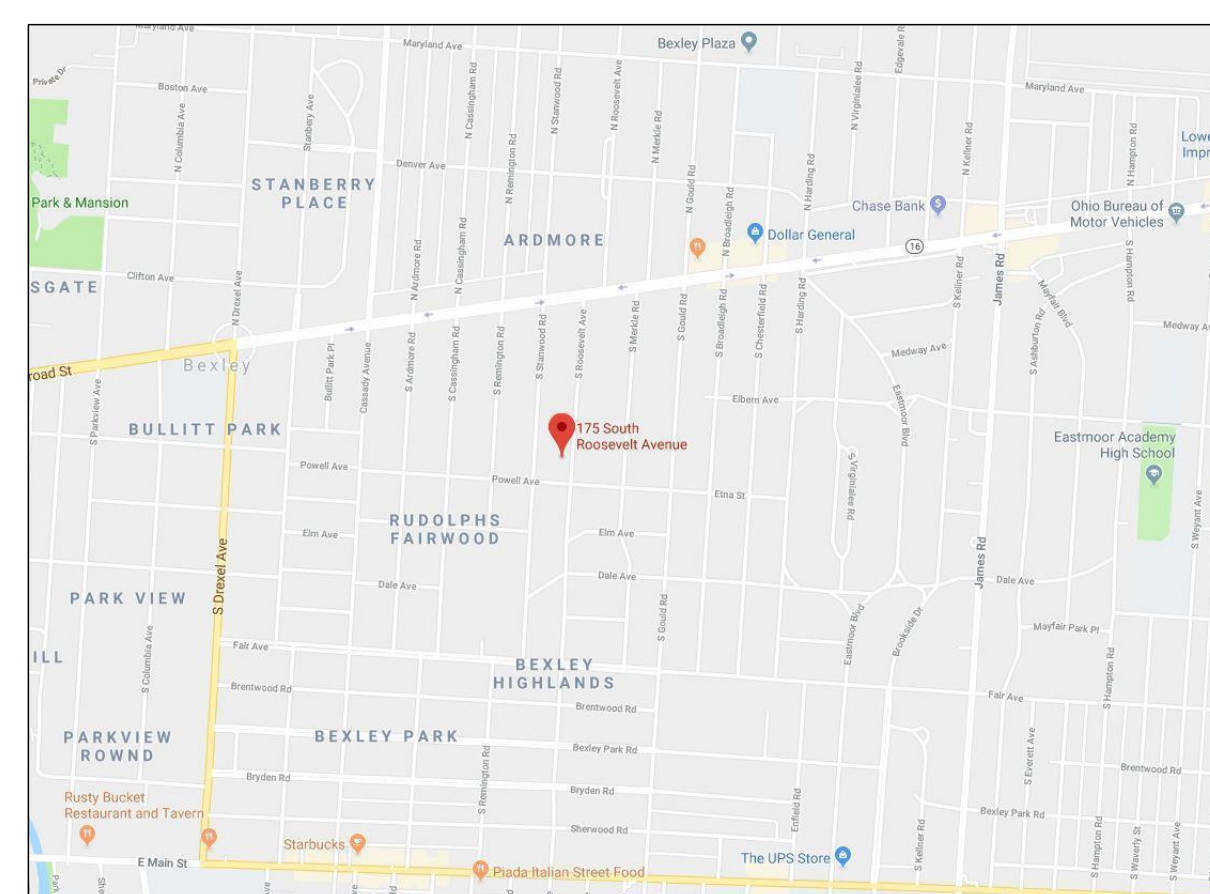 Maryland Ave
Maryland Ave
Bexley Plaza
Edgevale R
Private Dr
Boston Ave
N Columbia Ave
Stanbery Ave
N Cassingham Rd
N Stanwood Rd
N Roosevelt Ave
N Merkle Rd
N Virginialee Rd
Maryland Ave
N Kellner Rd
N Hampton Rd
Lowe
Impr
Denver Ave
N Remington Rd
N Gould Rd
N Broadleigh Rd
N Harding Rd
STANBERRY
PLACE
Park & Mansion
Chase Bank
Ohio Bureau of
Motor Vehicles
ARDMORE
Dollar General
16
Clifton Ave
SGATE
N Drexel Ave
N Ardmore Rd
N Cassingham Rd
James Rd
S Kellner Rd
S Hampton Rd
Mayfair Blvd
S Ashburton Rd
Medway A
Medway Ave
road St
Bexley
Bullitt Park Pl
Cassady Avenue
S Ardmore Rd
S Cassingham Rd
S Remington Rd
S Stanwood Rd
S Roosevelt Ave
S Merkle Rd
S Gould Rd
S Broadleigh Rd
S Chesterfield Rd
S Harding Rd
S Parkview Ave
Elbern Ave
Eastmoor Blvd
BULLITT PARK
175 South
Roosevelt Avenue
Eastmoor Academy
High School
Powell Ave
Powell Ave
Etna St
S Virginialee Rd
S Weyant Ave
RUDOLPHS
FAIRWOOD
Elm Ave
Elm Ave
S Drexel Ave
James Rd
Dale Ave
Dale Ave
Dale Ave
PARK VIEW
S Gould Rd
Eastmoor Blvd
Brookside Dr
Mayfair Park Pl
ILL
S Columbia Ave
Fair Ave
BEXLEY
HIGHLANDS
S Hampton Rd
Brentwood Rd
Fair Ave
Brentwood Rd
PARKVIEW
ROWND
BEXLEY PARK
Bexley Park Rd
S Remington Rd
S Everett Ave
Brentwood Rd
Bryden Rd
Bryden Rd
Enfield Rd
Rusty Bucket
Restaurant and Tavern
Bexley Park Rd
Sherwood Rd
Starbucks
S Kellner Rd
S Hampton Rd
S Waverly St
S Weyant Ave
E Main St
The UPS Store
Piada Italian Street Food